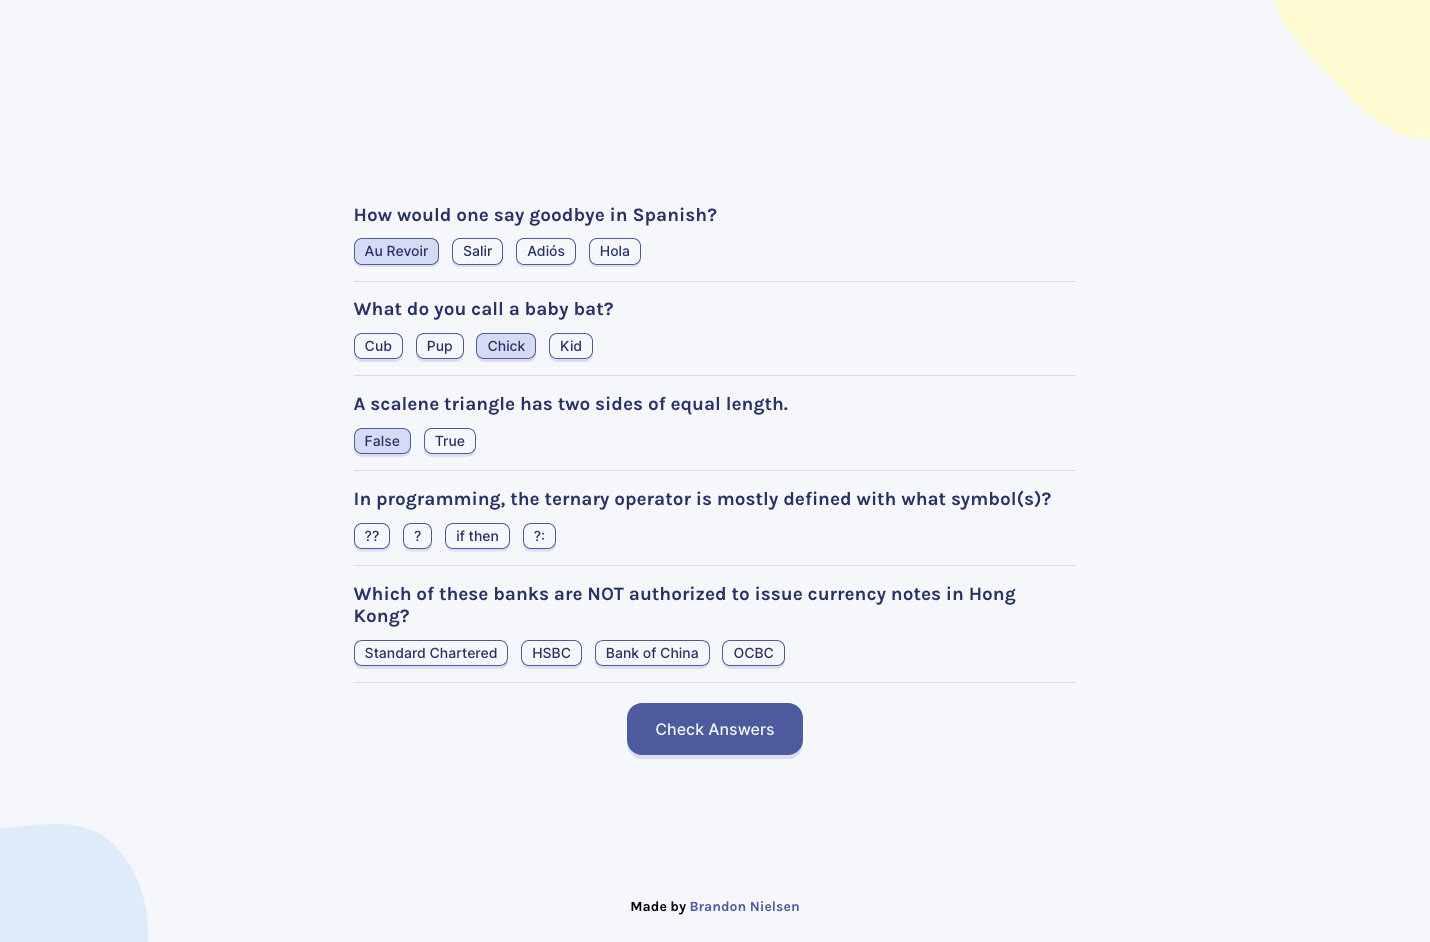 How would one say goodbye in Spanish?
Au Revoir Salir Adiós Hola
What do you call a baby bat?
Cub Pup Chick Kid
A scalene triangle has two sides of equal length.
False True
In programming, the ternary operator is mostly defined with what symbol(s)?
?? ? if then ?:
Which of these banks are NOT authorized to issue currency notes in Hong
Kong?
Standard Chartered HSBC Bank of China OCBC
Check Answers
Made by Brandon Nielsen